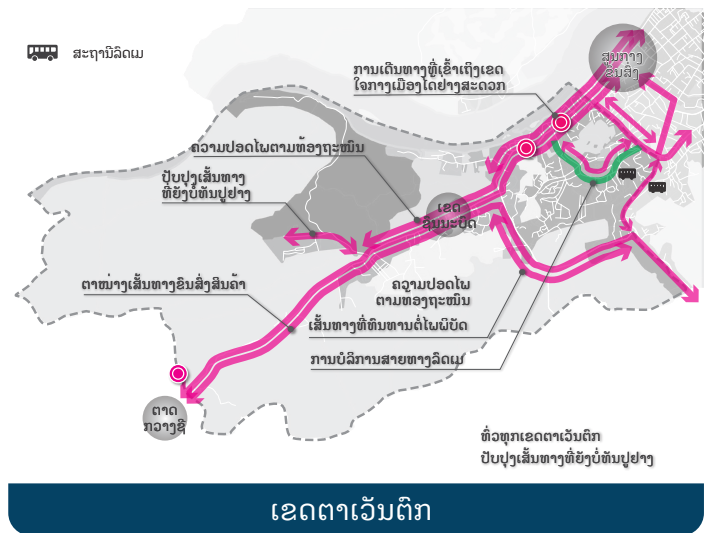 ສະຖານີລົດເມ
ສູນກາງ
ຂົນສົ່ງ
ການເດີນທາງທີ່ເຂົ້າເຖິງເຂດ
ໃຈກາງເມືອງໄດ້ຢ່າງສະດວກ
ຄວາມປອດໄພຕາມທ້ອງຖະໜົນ
ປັບປຸງເສັ້ນທາງ
ທີ່ຍັງບໍ່ທັນປູຢາງ
ເຂດ
ຊົນນະບົດ
ຕາໜ່າງເສັ້ນທາງຂົນສົ່ງສິນຄ້າ
ຄວາມປອດໄພ
ຕາມທ້ອງຖະໜົນ
ເສັ້ນທາງທີ່ທົນທານຕໍ່ໄພພິບັດ
ການບໍລິການສາຍທາງລົດເມ
ຕາດ
ກວາງຊີ
ທົ່ວທຸກເຂດຕາເວັນຕົກ
ປັບປຸງເສັ້ນທາງທີ່ຍັງບໍ່ທັນປູຢາງ
ເຂດຕາເວັນຕົກ